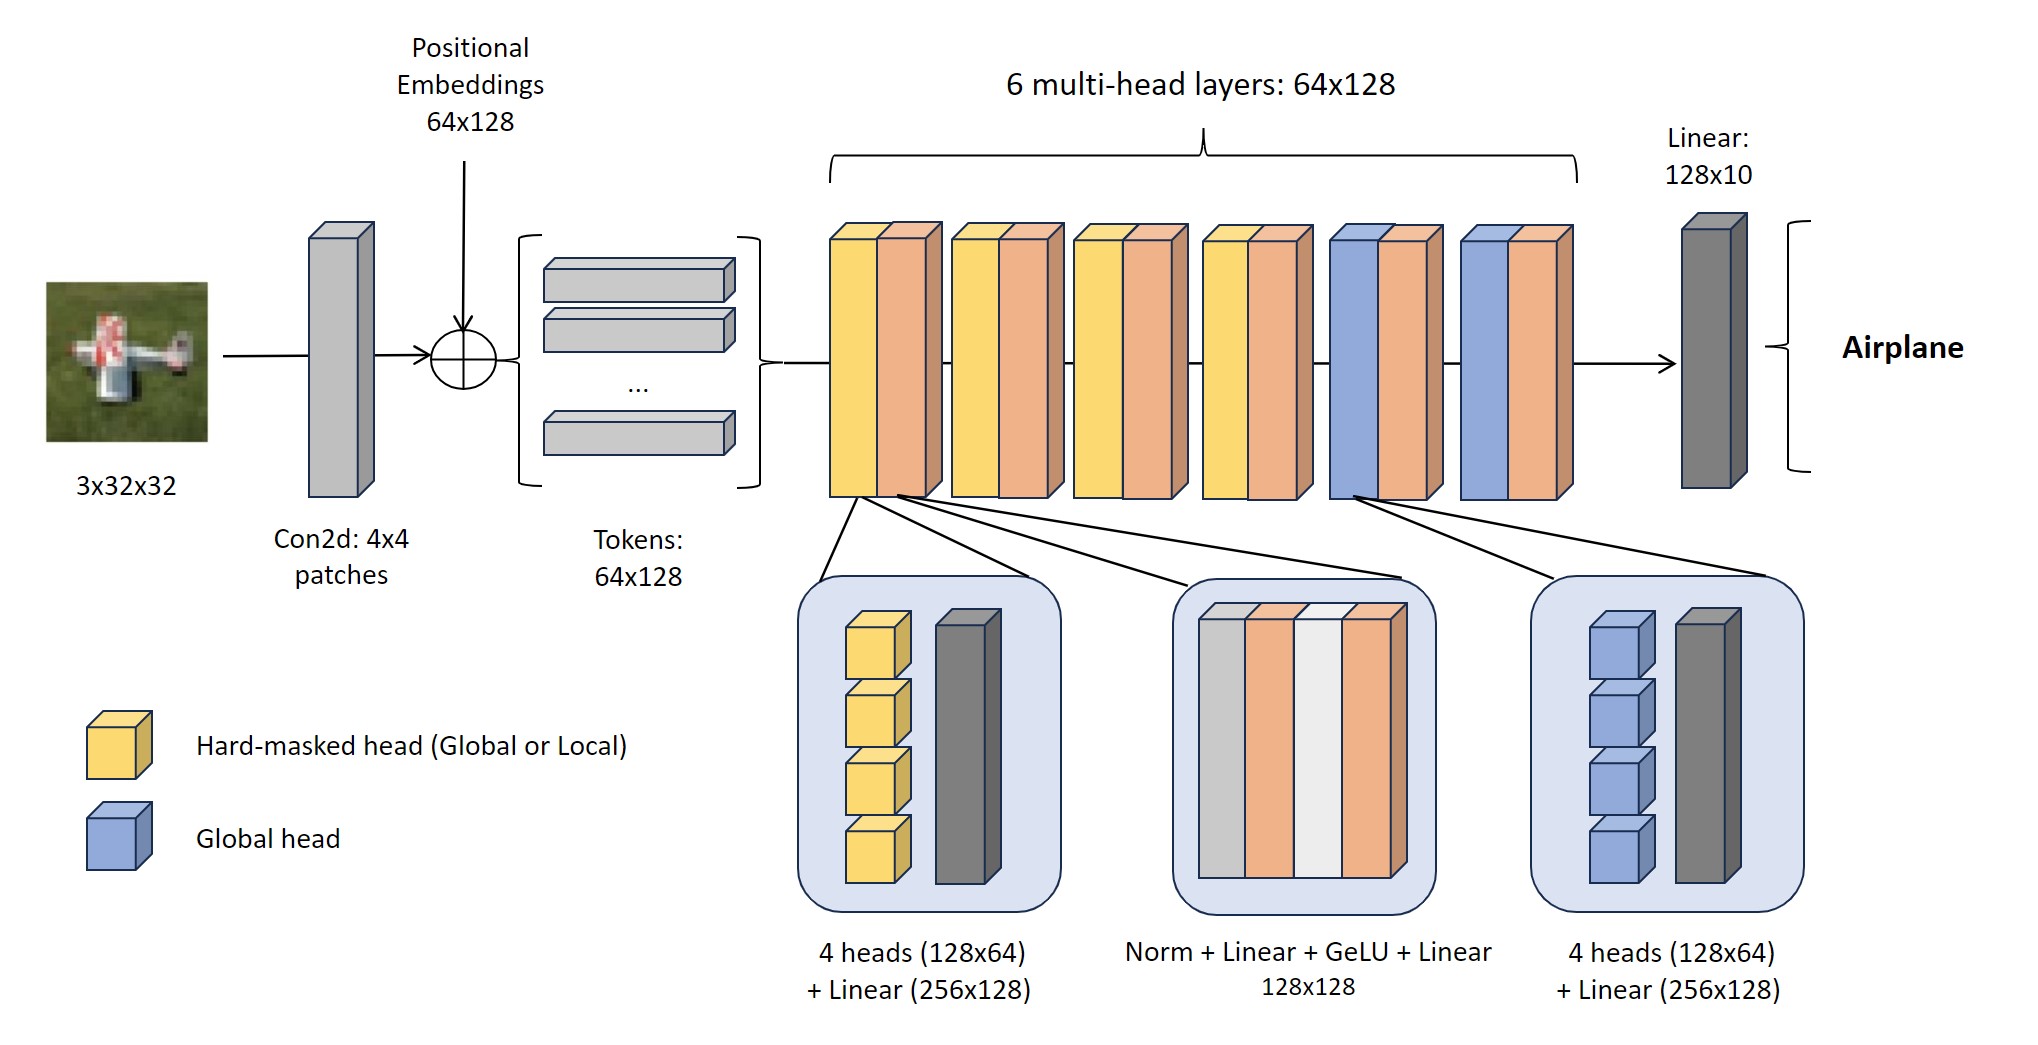 Positional
Embeddings
64x128
6 multi-head layers: 64x128
Linear:
128x10
Airplane
3x32x32
Con2d: 4x4
patches
...
Tokens:
64x128
Hard-masked head (Global or Local)
Global head
4 heads (128x64)
+ Linear (256x128)
Norm + Linear + GeLU + Linear
128x128
4 heads (128x64)
+ Linear (256x128)